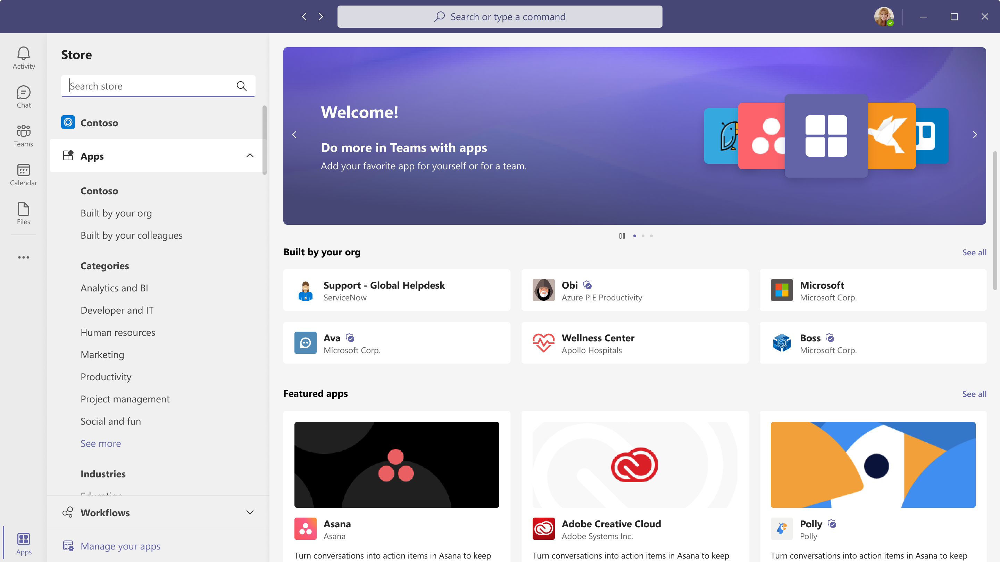 Search or type a command
Activity
Chat
Teams
Calendar
Files
Apps
Store
Search store
Contoso
Apps
Contoso
Built by your org
Built by your colleagues
Categories
Analytics and BI
Developer and IT
Human resources
Marketing
Productivity
Project management
Social and fun
See more
Industries
Education
Workflows
Manage your apps
Welcome!
Do more in Teams with apps
Add your favorite app for yourself or for a team.
Built by your org
See all
Support - Global Helpdesk
ServiceNow
Obi
Azure PIE Productivity
Microsoft
Microsoft Corp.
Ava
Microsoft Corp.
Wellness Center
Apollo Hospitals
Boss
Microsoft Corp.
Featured apps
See all
Asana
Asana
Turn conversations into action items in Asana to keep
Adobe Creative Cloud
Adobe Systems Inc.
Turn conversations into action items in Asana to keep
Polly
Polly
Turn conversations into action items in Asana to keep